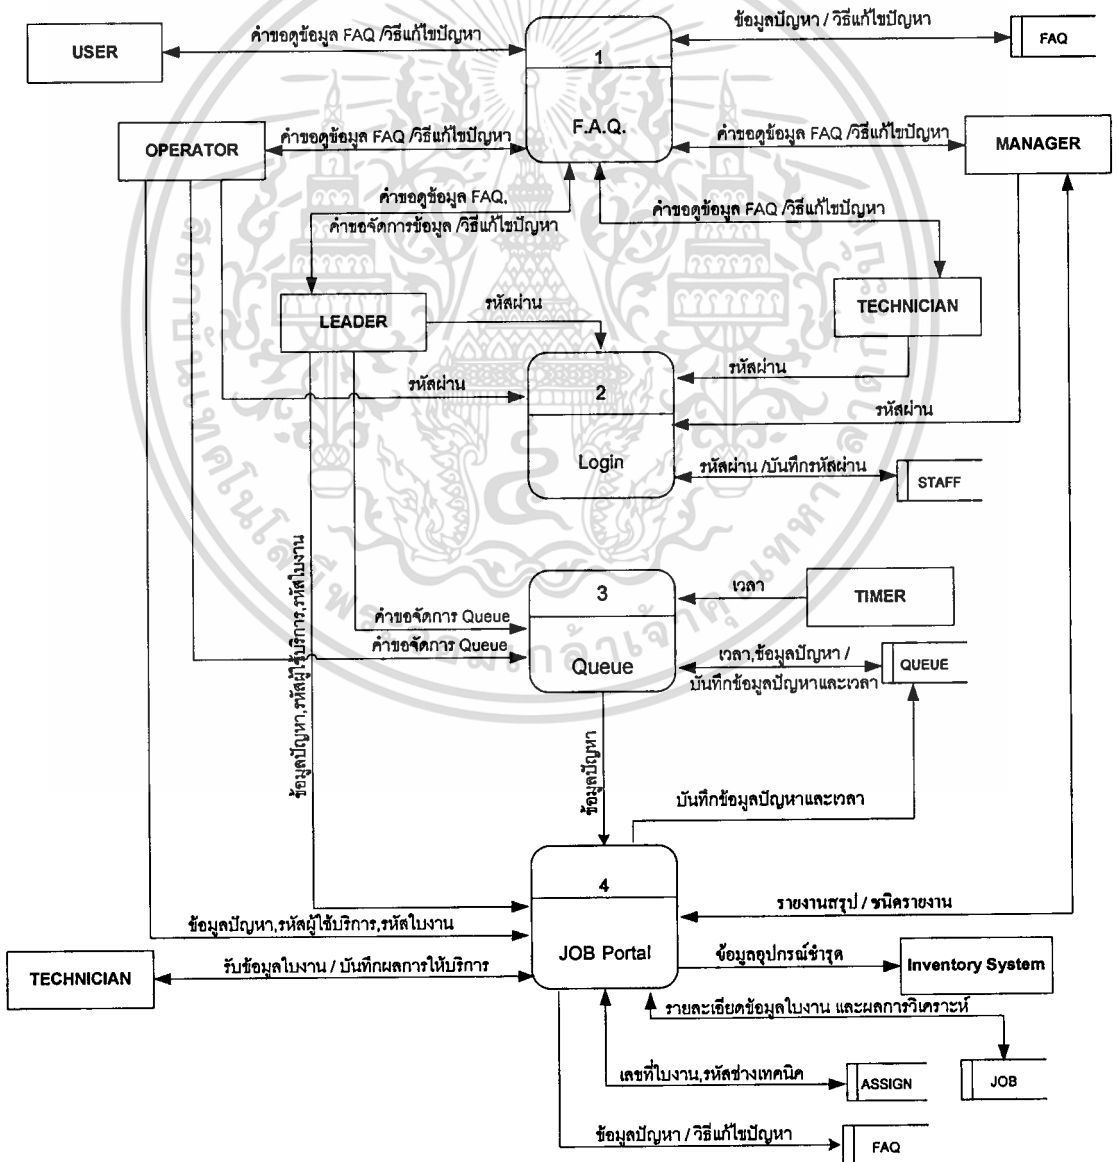 ข้อมูลปัญหา / วิธีแก้ไขปัญหา
คำขอดูข้อมูล FAQ /วิธีแก้ไขปัญหา
USER
1
FAQ
F.A.Q.
คำขอดูข้อมูล FAQ /วิธีแก้ไขปัญหา
คำขอดูข้อมูล FAQ /วิธีแก้ไขปัญหา
OPERATOR
MANAGER
คำขอดูข้อมูล FAQ,
คำขอจัดการข้อมูล /วิธีแก้ไขปัญหา
คำขอดูข้อมูล FAQ /วิธีแก้ไขปัญหา
LEADER
รหัสผ่าน
TECHNICIAN
รหัสผ่าน
รหัสผ่าน
2
รหัสผ่าน
Login
รหัสผ่าน /บันทึกรหัสผ่าน
STAFF
ข้อมูลปัญหา,รหัสผู้ใช้บริการ,รหัสใบงาน
3
เวลา
TIMER
คำขอจัดการ Queue
คำขอจัดการ Queue
Queue
เวลา,ข้อมูลปัญหา /
บันทึกข้อมูลปัญหาและเวลา
QUEUE
ข้อมูลปัญหา
บันทึกข้อมูลปัญหาและเวลา
4
รายงานสรุป / ชนิดรายงาน
ข้อมูลปัญหา,รหัสผู้ใช้บริการ,รหัสใบงาน
JOB Portal
ข้อมูลอุปกรณ์ชำรุด
Inventory System
TECHNICIAN
รับข้อมูลใบงาน / บันทึกผลการให้บริการ
รายละเอียดข้อมูลใบงาน และผลการวิเคราะห์
เลขที่ใบงาน,รหัสช่างเทคนิค
ASSIGN
JOB
ข้อมูลปัญหา / วิธีแก้ไขปัญหา
FAQ